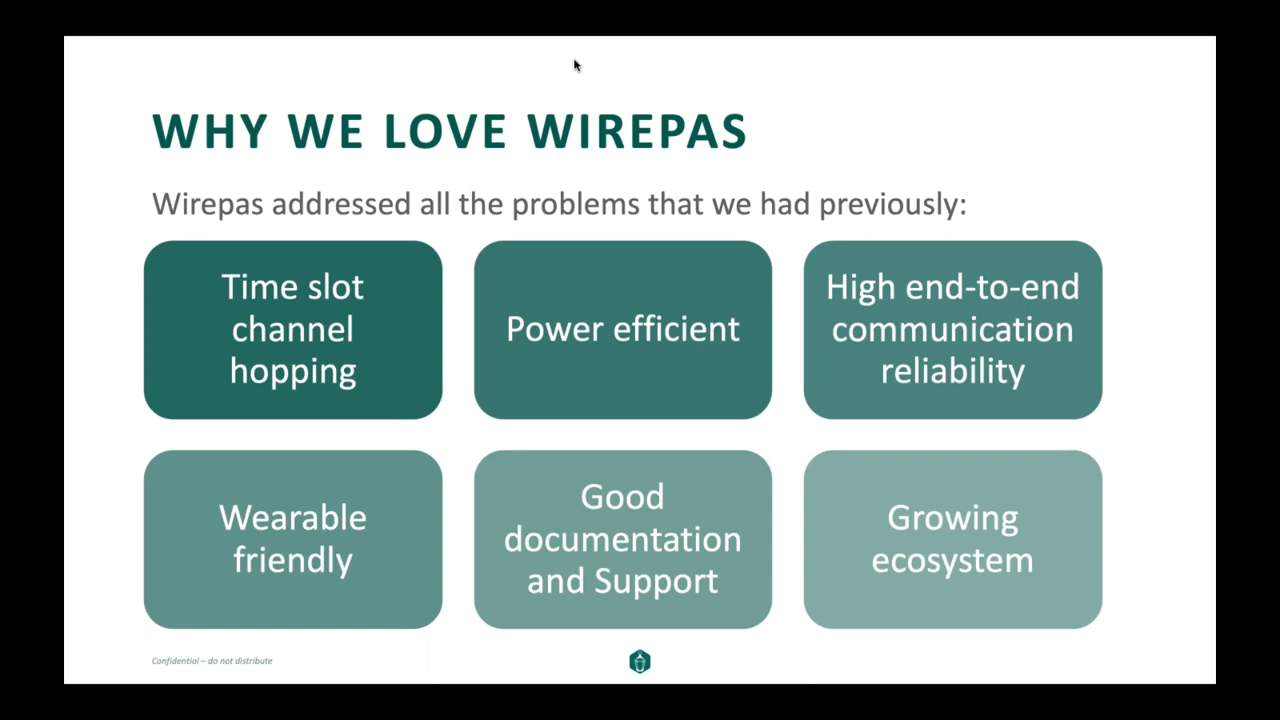 WHY WE LOVE WIREPAS
Wirepas addressed all the problems that we had previously:
Time slot
channel
hopping
Power efficient
High end-to-end
communication
reliability
Wearable
friendly
Good
documentation
and Support
Growing
ecosystem
Confidential – do not distribute